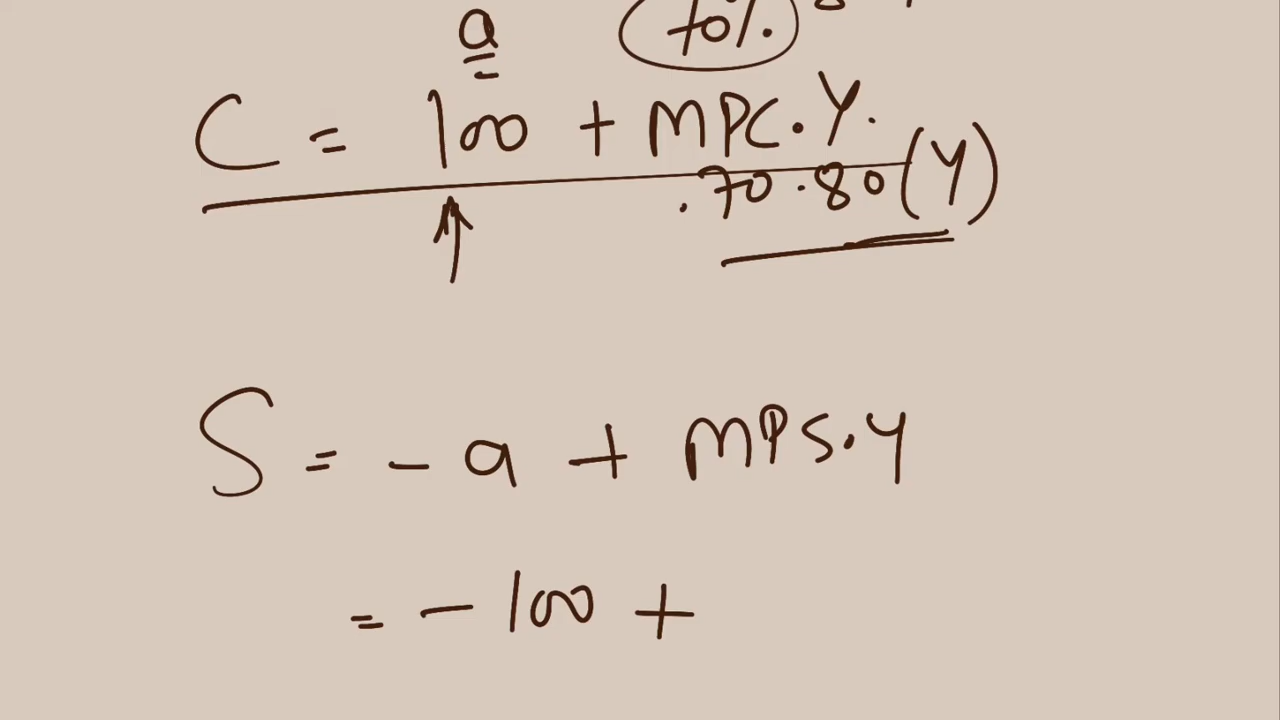 a 70%.
C = 100 + MPC.Y.
.70 .80 (Y)
S = - a + MPS.Y
= - 100 +